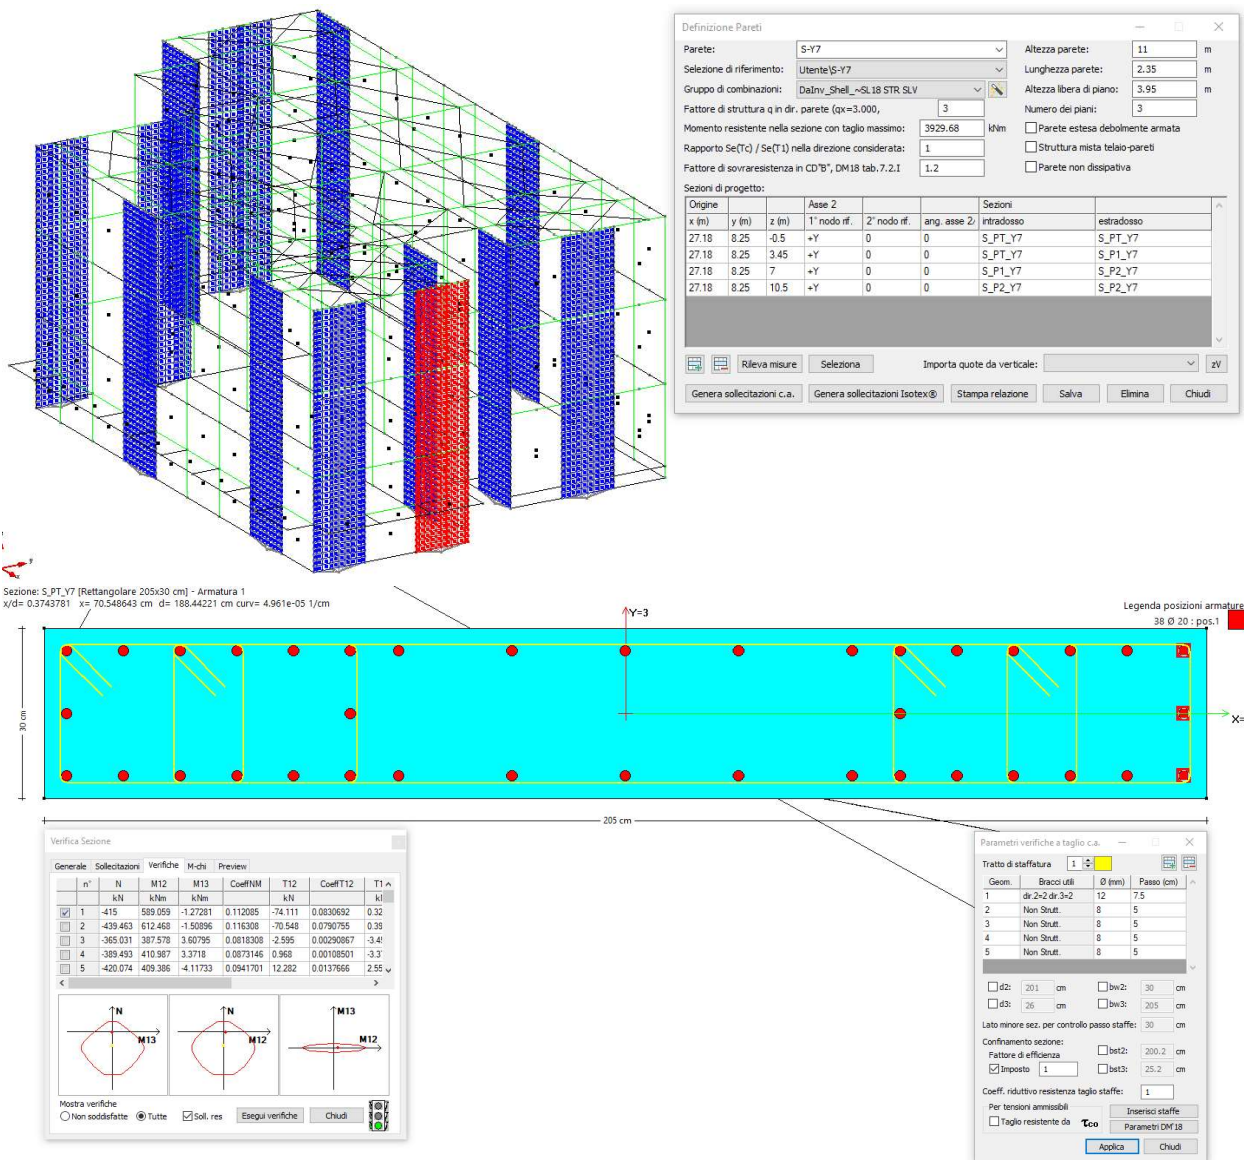 Definizione Pareti
Parete: S-Y7 Altezza parete: 11 m
Selezione di riferimento: Utente\S-Y7 Lunghezza parete: 2.35 m
Gruppo di combinazioni: DaInv_Shell_~SL18 STR SLV Altezza libera di piano: 3.95 m
Fattore di struttura q in dir. parete (qx=3.000, 3 Numero dei piani: 3
Momento resistente nella sezione con taglio massimo: 3929.68 kNm Parete estesa debolmente armata
Rapporto Se(Tc) / Se(T1) nella direzione considerata: 1 Struttura mista telaio-pareti
Fattore di sovraresistenza in CD"B", DM18 tab.7.2.I 1.2 Parete non dissipativa
Sezioni di progetto:
Origine Asse 2 Sezioni
x (m) y (m) z (m) 1° nodo rif. 2° nodo rif. ang. asse 2/ intradosso estradosso
27.18 8.25 -0.5 +Y 0 0 S_PT_Y7 S_PT_Y7
27.18 8.25 3.45 +Y 0 0 S_PT_Y7 S_P1_Y7
27.18 8.25 7 +Y 0 0 S_P1_Y7 S_P2_Y7
27.18 8.25 10.5 +Y 0 0 S_P2_Y7 S_P2_Y7
Rileva misure Seleziona Importa quote da verticale: zV
Genera sollecitazioni c.a. Genera sollecitazioni Isotex® Stampa relazione Salva Elimina Chiudi
y
x
Sezione: S_PT_Y7 [Rettangolare 205x30 cm] - Armatura 1
x/d= 0.3743781 x= 70.548643 cm d= 188.44221 cm curv= 4.961e-05 1/cm
Legenda posizioni armature
38 Ø 20 : pos.1
Y=3
30 cm
X=
205 cm
Verifica Sezione
Generale Sollecitazioni Verifiche M-chi Preview
n° N M12 M13 CoeffNM T12 CoeffT12 T1
kN kNm kNm kN kN
1 -415 589.059 -1.27281 0.112085 -74.111 0.0830692 0.32
2 -439.463 612.468 -1.50896 0.116308 -70.548 0.0790755 0.39
3 -365.031 387.578 3.60795 0.0818308 -2.595 0.00290867 -3.4
4 -389.493 410.987 3.3718 0.0873146 0.968 0.00108501 -3.3
5 -420.074 409.386 -4.11733 0.0941701 12.282 0.0137666 2.55
N M13
N M12
M13 M12
Mostra verifiche
Non soddisfatte Tutte Soll. res Esegui verifiche Chiudi
Parametri verifiche a taglio c.a.
Tratto di staffatura 1
Geom. Bracci utili Ø (mm) Passo (cm)
1 dir.2=2 dir.3=2 12 7.5
2 Non Strutt. 8 5
3 Non Strutt. 8 5
4 Non Strutt. 8 5
5 Non Strutt. 8 5
d2: 201 cm bw2: 30 cm
d3: 26 cm bw3: 205 cm
Lato minore sez. per controllo passo staffe: 30 cm
Confinamento sezione:
Fattore di efficienza bst2: 200.2 cm
Imposto 1 bst3: 25.2 cm
Coeff. riduttivo resistenza taglio staffe: 1
Per tensioni ammissibili Inserisci staffe
Taglio resistente da τco Parametri DM'18
Applica Chiudi